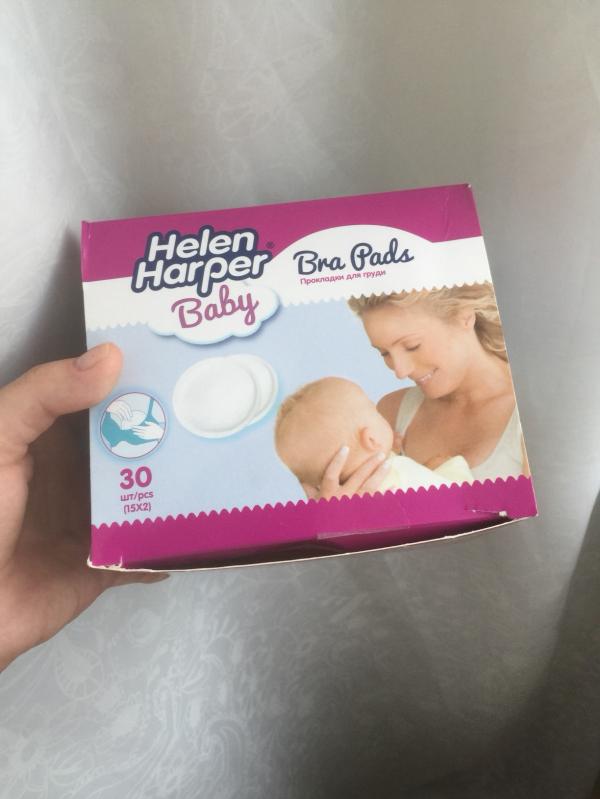 Helen
Harper®
Baby
Bra Pads
Прокладки для груди
30
шт/pcs
(15X2)